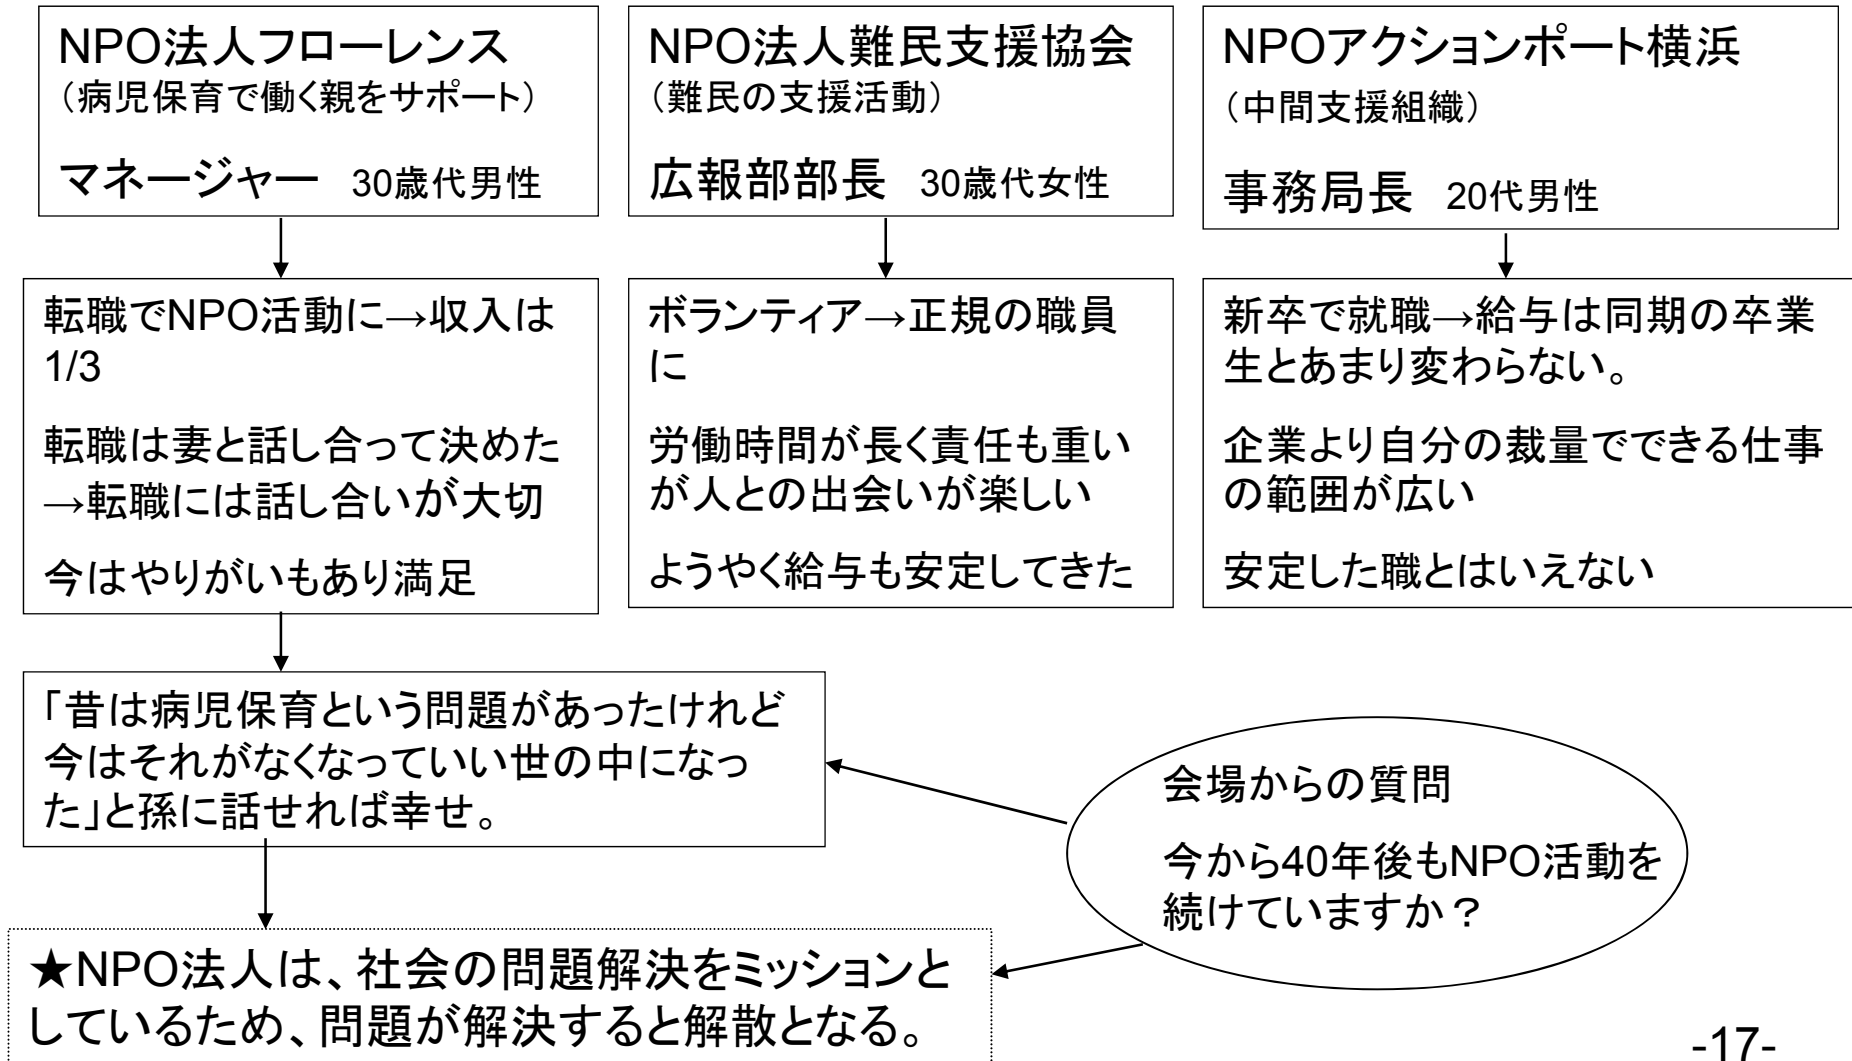 NPO法人フローレンス
（病児保育で働く親をサポート）
マネージャー 30歳代男性
NPO法人難民支援協会
（難民の支援活動）
広報部部長 30歳代女性
NPOアクションポート横浜
（中間支援組織）
事務局長 20代男性
転職でNPO活動に→収入は
1/3
転職は妻と話し合って決めた
→転職には話し合いが大切
今はやりがいもあり満足
ボランティア→正規の職員
に
労働時間が長く責任も重い
が人との出会いが楽しい
ようやく給与も安定してきた
新卒で就職→給与は同期の卒業
生とあまり変わらない。
企業より自分の裁量でできる仕事
の範囲が広い
安定した職とはいえない
「昔は病児保育という問題があったけれど
今はそれがなくなっていい世の中になっ
た」と孫に話せれば幸せ。
会場からの質問
今から40年後もNPO活動を
続けていますか？
★NPO法人は、社会の問題解決をミッションと
しているため、問題が解決すると解散となる。
-17-